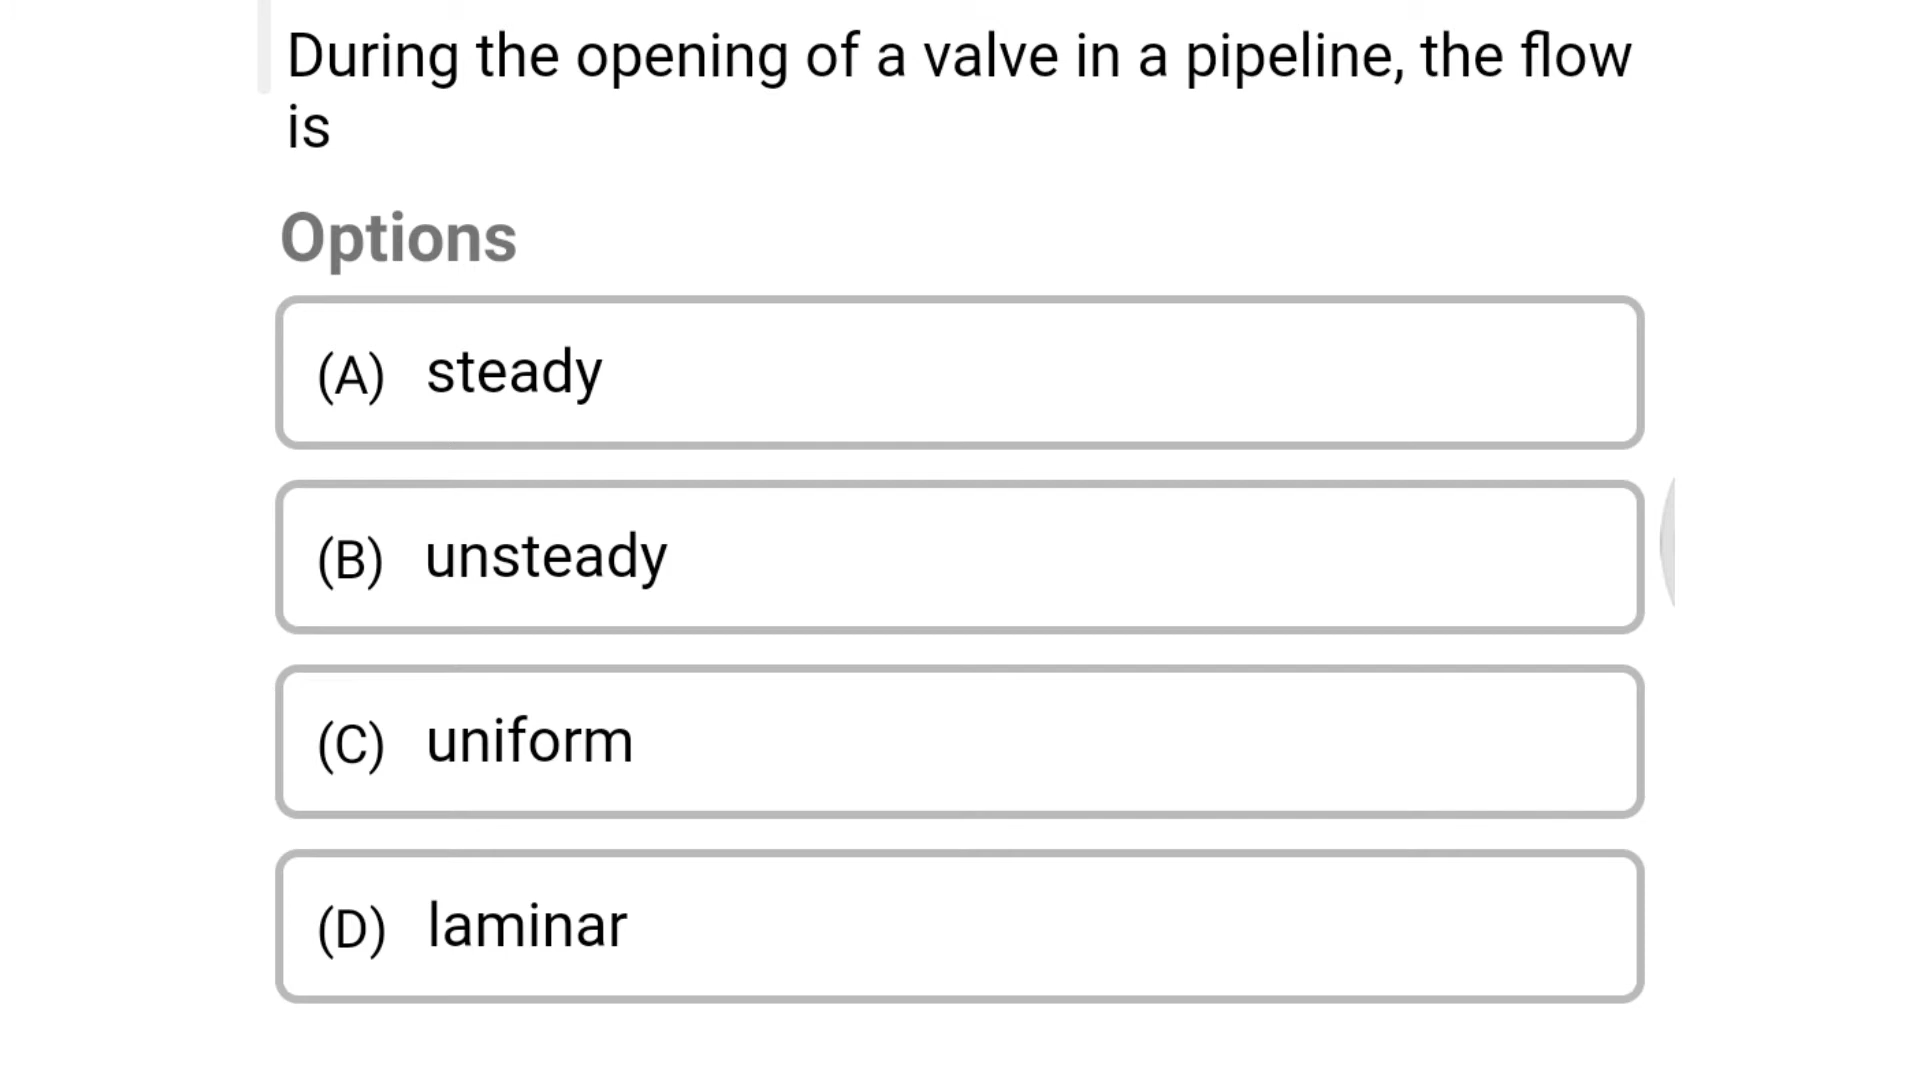 During the opening of a valve in a pipeline, the flow
is
Options
(A) steady
(B) unsteady
(C) uniform
(D) laminar